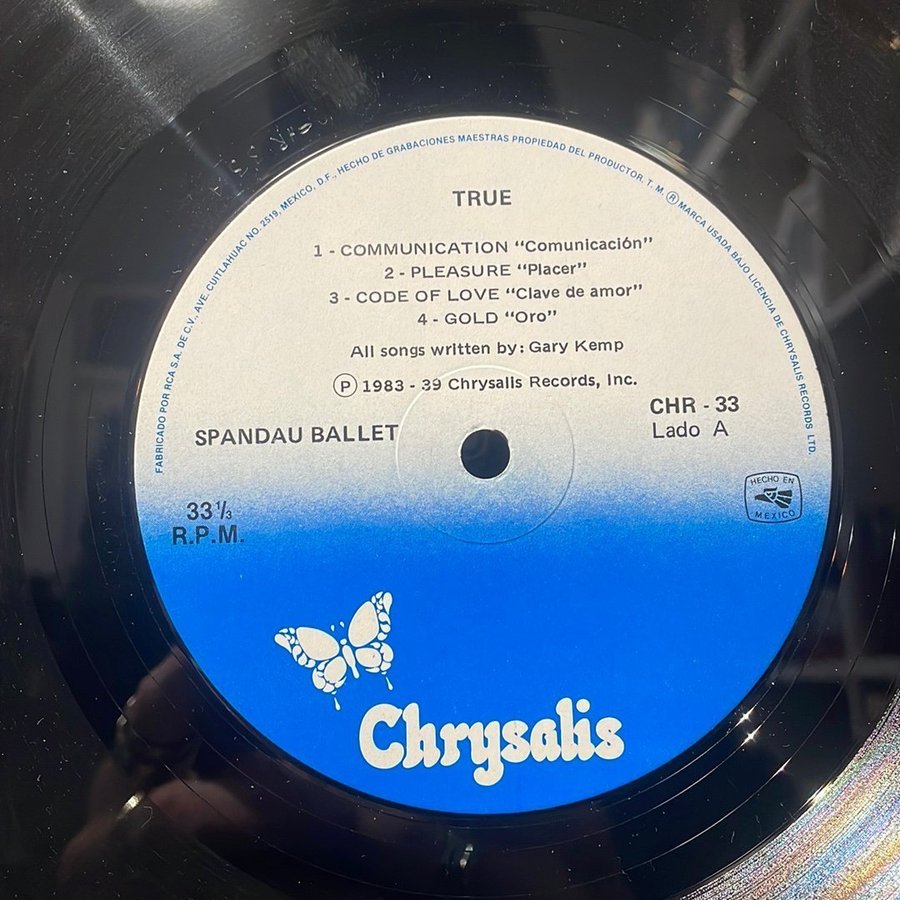 FABRICADO POR RCA S.A. DE C.V., AVE. CUITLAHUAC NO. 2519, MEXICO, D.F., HECHO DE GRABACIONES MAESTRAS PROPIEDAD DEL PRODUCTOR, T. M. Ⓡ MARCA USADA BAJO LICENCIA DE CHRYSALIS RECORDS LTD.
TRUE
1 - COMMUNICATION “Comunicación”
2 - PLEASURE “Placer”
3 - CODE OF LOVE “Clave de amor”
4 - GOLD “Oro”
All songs written by: Gary Kemp
Ⓟ 1983 - 39 Chrysalis Records, Inc.
CHR - 33
SPANDAU BALLET
Lado A
HECHO EN
MEXICO
33⅓
R.P.M.
Chrysalis